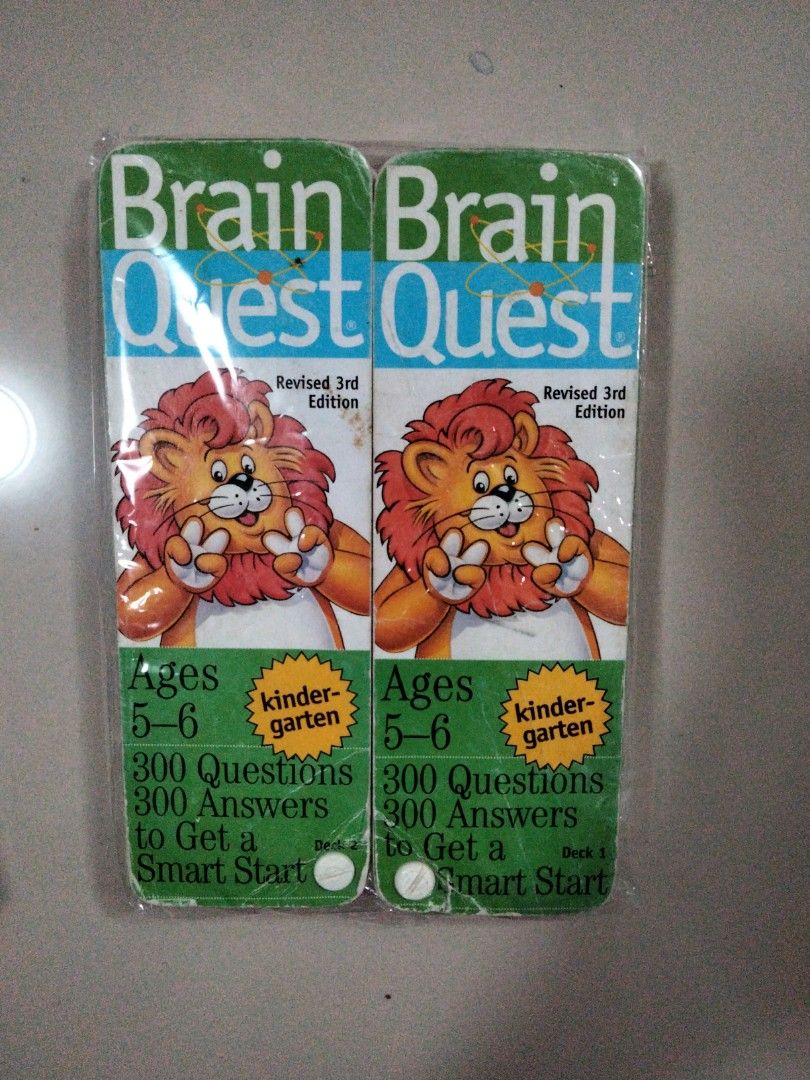 Brain
Quest®
Revised 3rd
Edition
Ages
5–6
kinder-
garten
300 Questions
300 Answers
to Get a
Deck 2
Smart Start
Brain
Quest®
Revised 3rd
Edition
Ages
5–6
kinder-
garten
300 Questions
300 Answers
to Get a
Deck 1
Smart Start